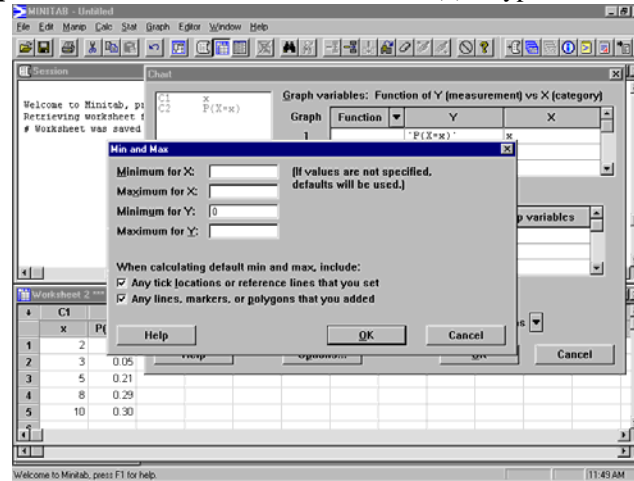 MINITAB - Untitled
File Edit Manip Calc Stat Graph Editor Window Help
Session
Welcome to Minitab, p
Retrieving worksheet
# Worksheet was saved
Chart
C1 x
C2 P(X=x)
Graph variables: Function of Y (measurement) vs X (category)
Graph Function Y X
1 'P(X=x)' x
Min and Max
Minimum for X:
Maximum for X:
Minimum for Y: 0
Maximum for Y:
(If values are not specified,
defaults will be used.)
When calculating default min and max, include:
Any tick locations or reference lines that you set
Any lines, markers, or polygons that you added
Help OK Cancel
p variables
s
Help Options... OK Cancel
Worksheet 2 ***
C1
x P(
1 2
2 3 0.05
3 5 0.21
4 8 0.29
5 10 0.30
Welcome to Minitab, press F1 for help.
11:49 AM